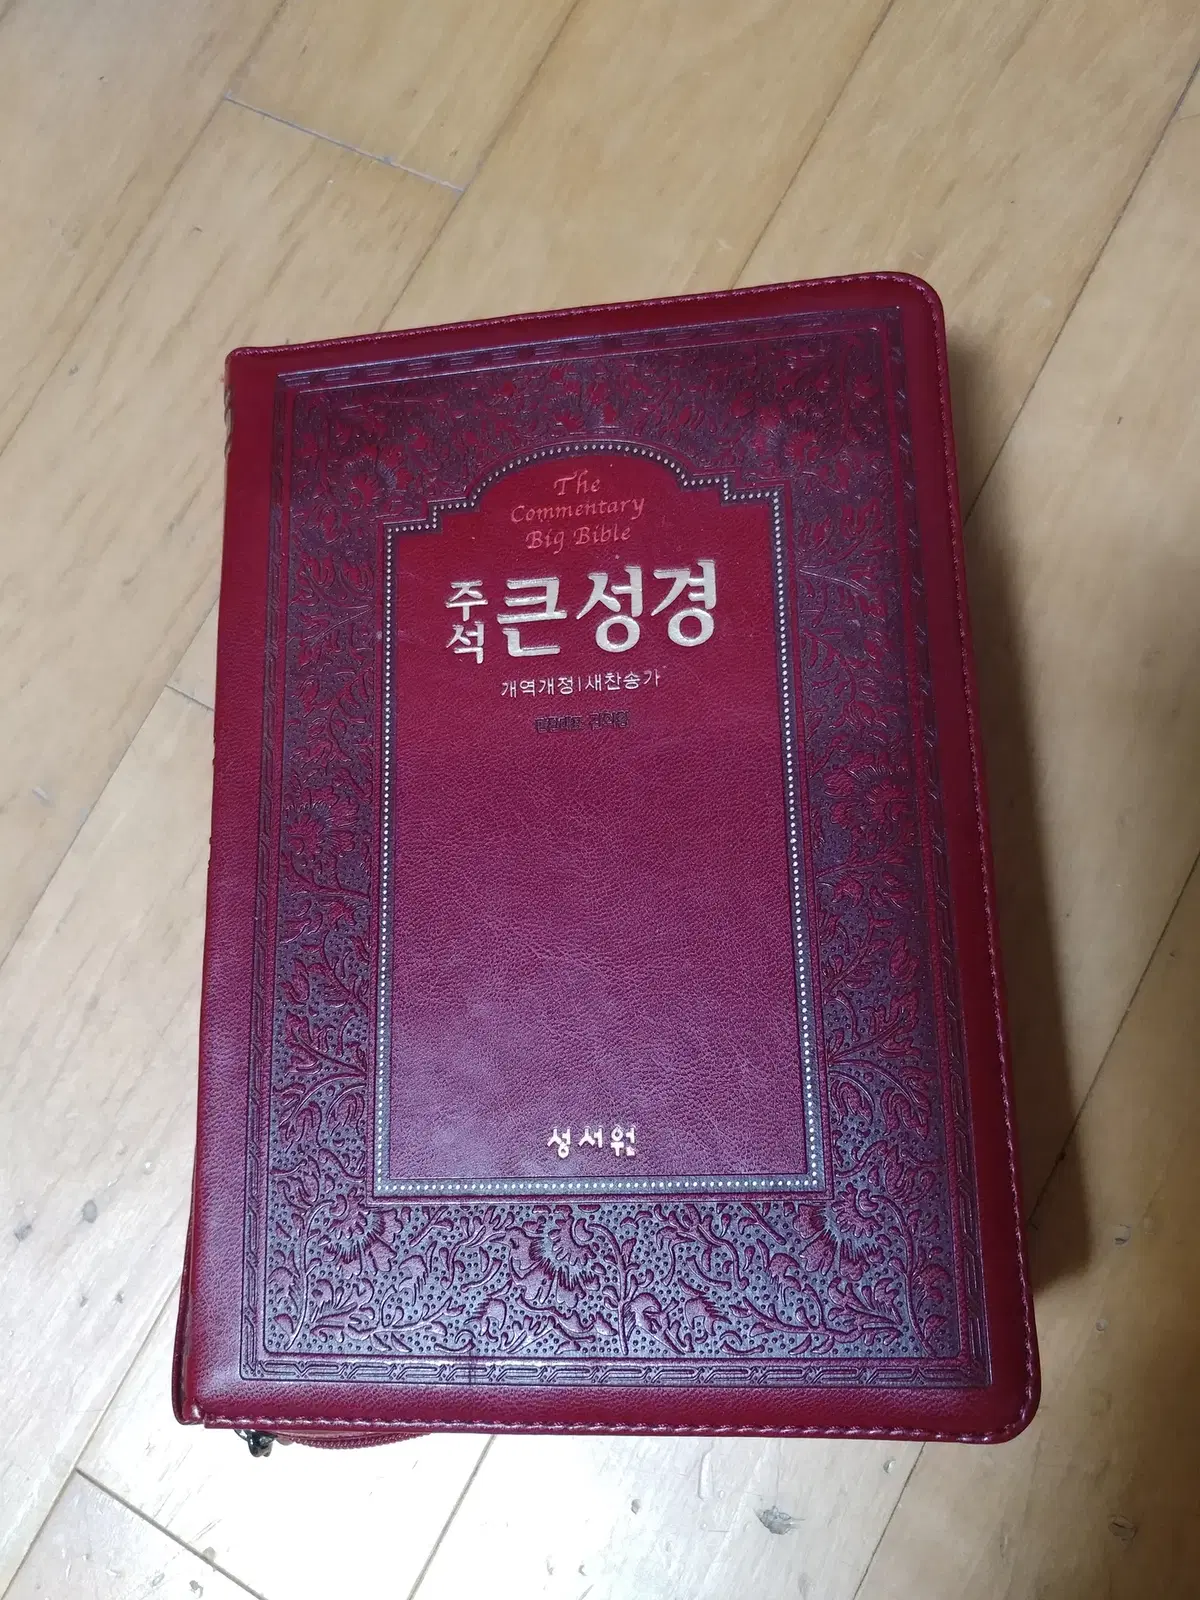 The
Commentary
Big Bible
주석 큰성경
개역개정|새찬송가
성서원